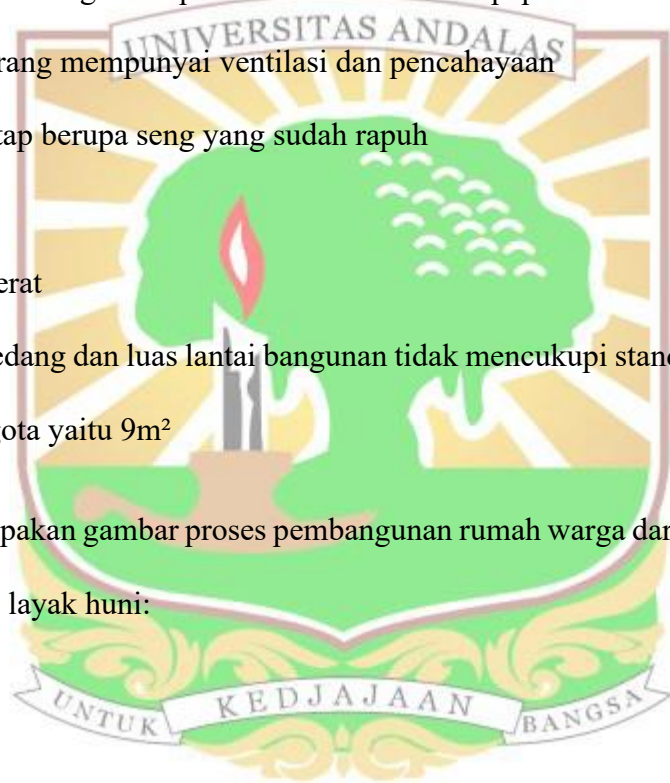 UNIVERSITAS ANDALAS
rang mempunyai ventilasi dan pencahayaan
tap berupa seng yang sudah rapuh
erat
edang dan luas lantai bangunan tidak mencukupi stan
ota yaitu 9m²
pakan gambar proses pembangunan rumah warga dar
layak huni:
UNTUK KEDJAJAAN BANGSA